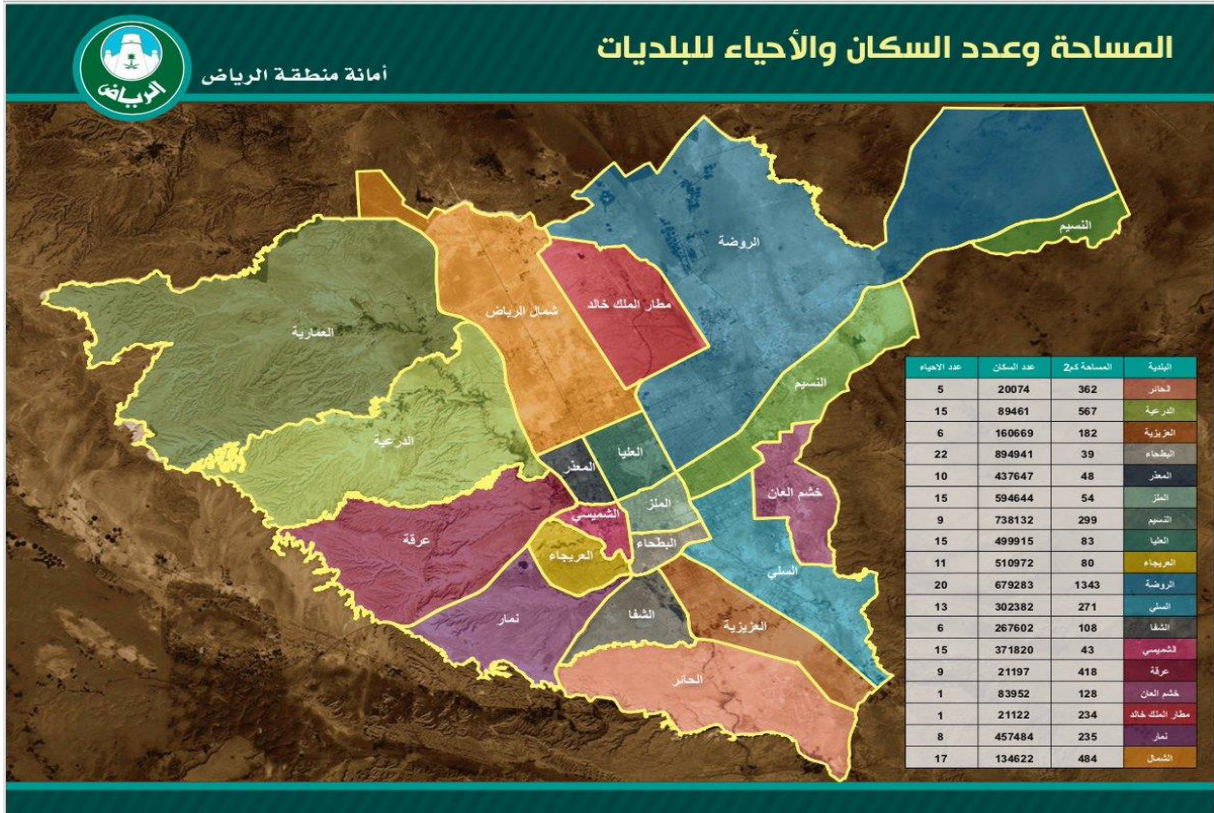 المساحة وعدد السكان والأحياء للبلديات
أمانة منطقة الرياض
الرياض
النسيم
الروضة
مطار الملك خالد
شمال الرياض
العمارية
النسيم
الدرعية
العليا
المعذر
خشم العان
الملز
الشميسي
عرقة
البطحاء
العريجاء
السلي
نمار
الشفا
العزيزية
الحائر
البلدية المساحة كم2 عدد السكان عدد الاحياء
الحائر 362 20074 5
الدرعية 567 89461 15
العزيزية 182 160669 6
البطحاء 39 894941 22
المعذر 48 437647 10
الملز 54 594644 15
النسيم 299 738132 9
العليا 83 499915 15
العريجاء 80 510972 11
الروضة 1343 679283 20
السلي 271 302382 13
الشفا 108 267602 6
الشميسي 43 371820 15
عرقة 418 21197 9
خشم العان 128 83952 1
مطار الملك خالد 234 21122 1
نمار 235 457484 8
الشمال 484 134622 17